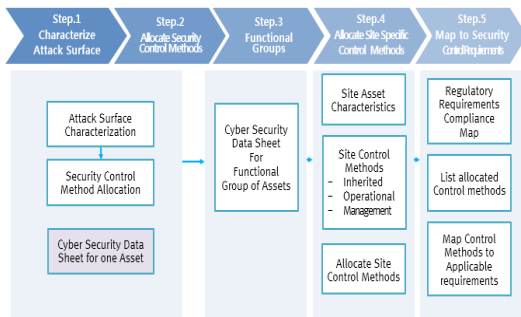 Step.1
Characterize
Attack Surface
Step.2
Allocate Security
Control Methods
Step.3
Functional
Groups
Step.4
Allocate Site Specific
Control Methods
Step.5
Map to Security
Control Requirements
Attack Surface
Characterization
Security Control
Method Allocation
Cyber Security Data
Sheet for one Asset
Cyber Security
Data Sheet
For
Functional
Group of Assets
Site Asset
Characteristics
Site Control
Methods
- Inherited
- Operational
- Management
Allocate Site
Control Methods
Regulatory
Requirements
Compliance
Map
List allocated
Control methods
Map Control
Methods to
Applicable
requirements